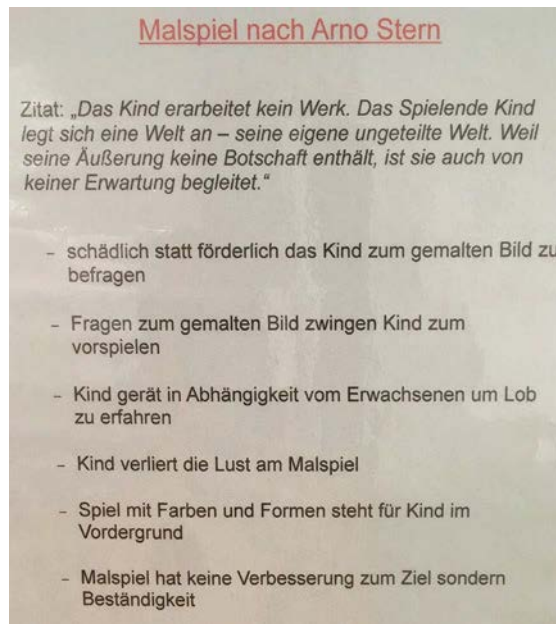 Malspiel nach Arno Stern
Zitat: „Das Kind erarbeitet kein Werk. Das Spielende Kind
legt sich eine Welt an – seine eigene ungeteilte Welt. Weil
seine Äußerung keine Botschaft enthält, ist sie auch von
keiner Erwartung begleitet.“
- schädlich statt förderlich das Kind zum gemalten Bild zu
befragen
- Fragen zum gemalten Bild zwingen Kind zum
vorspielen
- Kind gerät in Abhängigkeit vom Erwachsenen um Lob
zu erfahren
- Kind verliert die Lust am Malspiel
- Spiel mit Farben und Formen steht für Kind im
Vordergrund
- Malspiel hat keine Verbesserung zum Ziel sondern
Beständigkeit